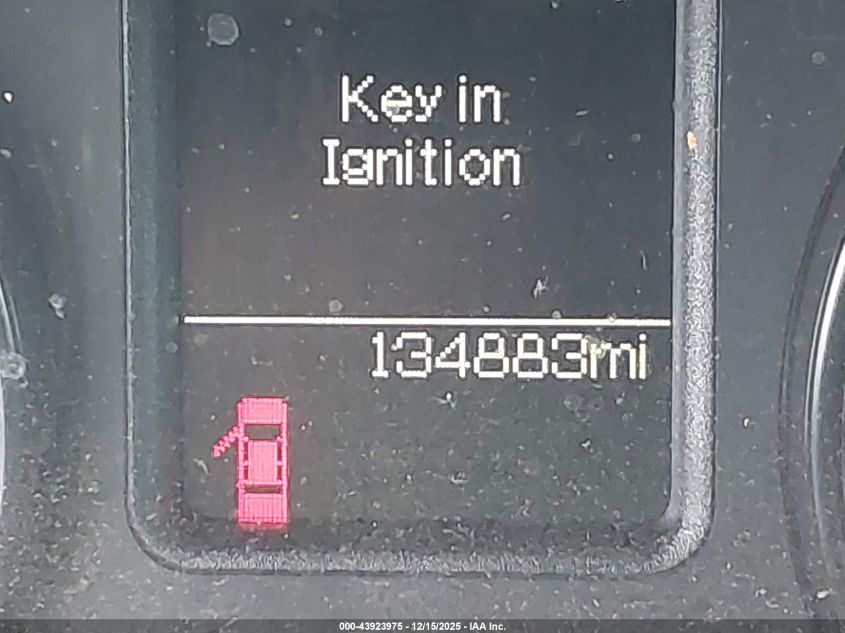 Key in
Ignition
134883mi
000-43923975 - 12/15/2025 - IAA Inc.